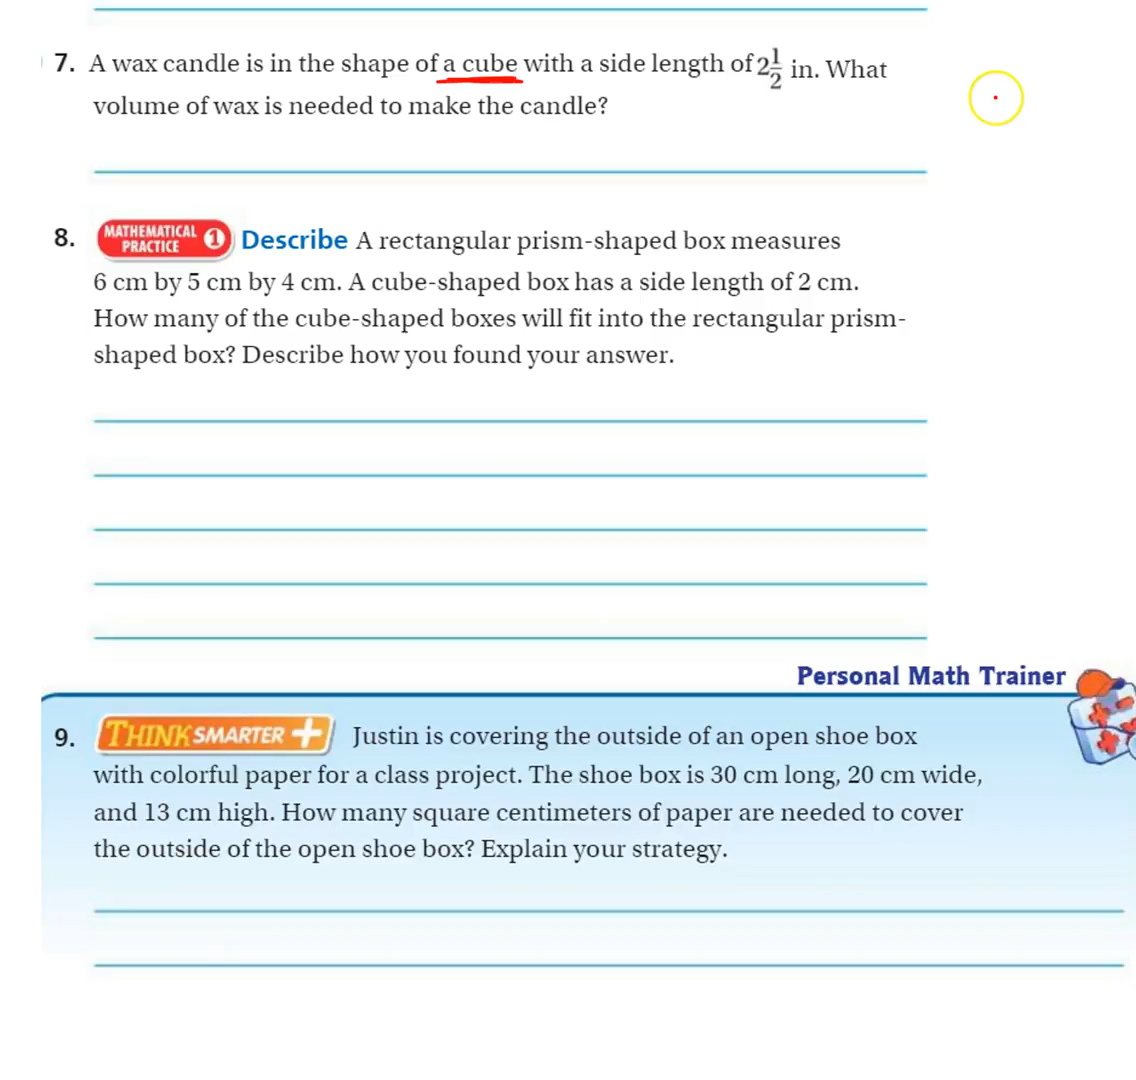 7. A wax candle is in the shape of a cube with a side length of 2 1/2 in. What
volume of wax is needed to make the candle?
8. MATHEMATICAL PRACTICE 1 Describe A rectangular prism-shaped box measures
6 cm by 5 cm by 4 cm. A cube-shaped box has a side length of 2 cm.
How many of the cube-shaped boxes will fit into the rectangular prism-
shaped box? Describe how you found your answer.
Personal Math Trainer
9. THINK SMARTER + Justin is covering the outside of an open shoe box
with colorful paper for a class project. The shoe box is 30 cm long, 20 cm wide,
and 13 cm high. How many square centimeters of paper are needed to cover
the outside of the open shoe box? Explain your strategy.